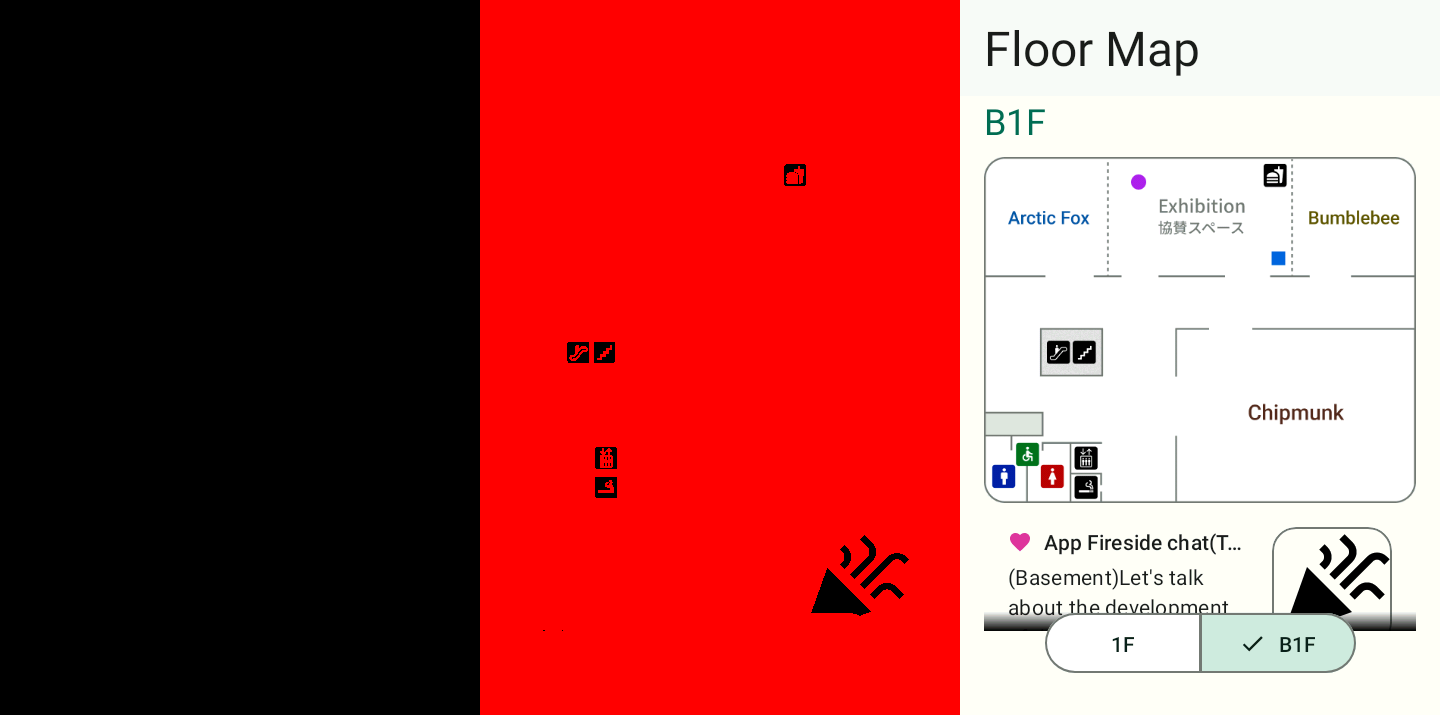 Floor Map
B1F
Arctic Fox
Exhibition
協賛スペース
Bumblebee
Chipmunk
App Fireside chat(T...
(Basement)Let's talk
about the development
1F
B1F